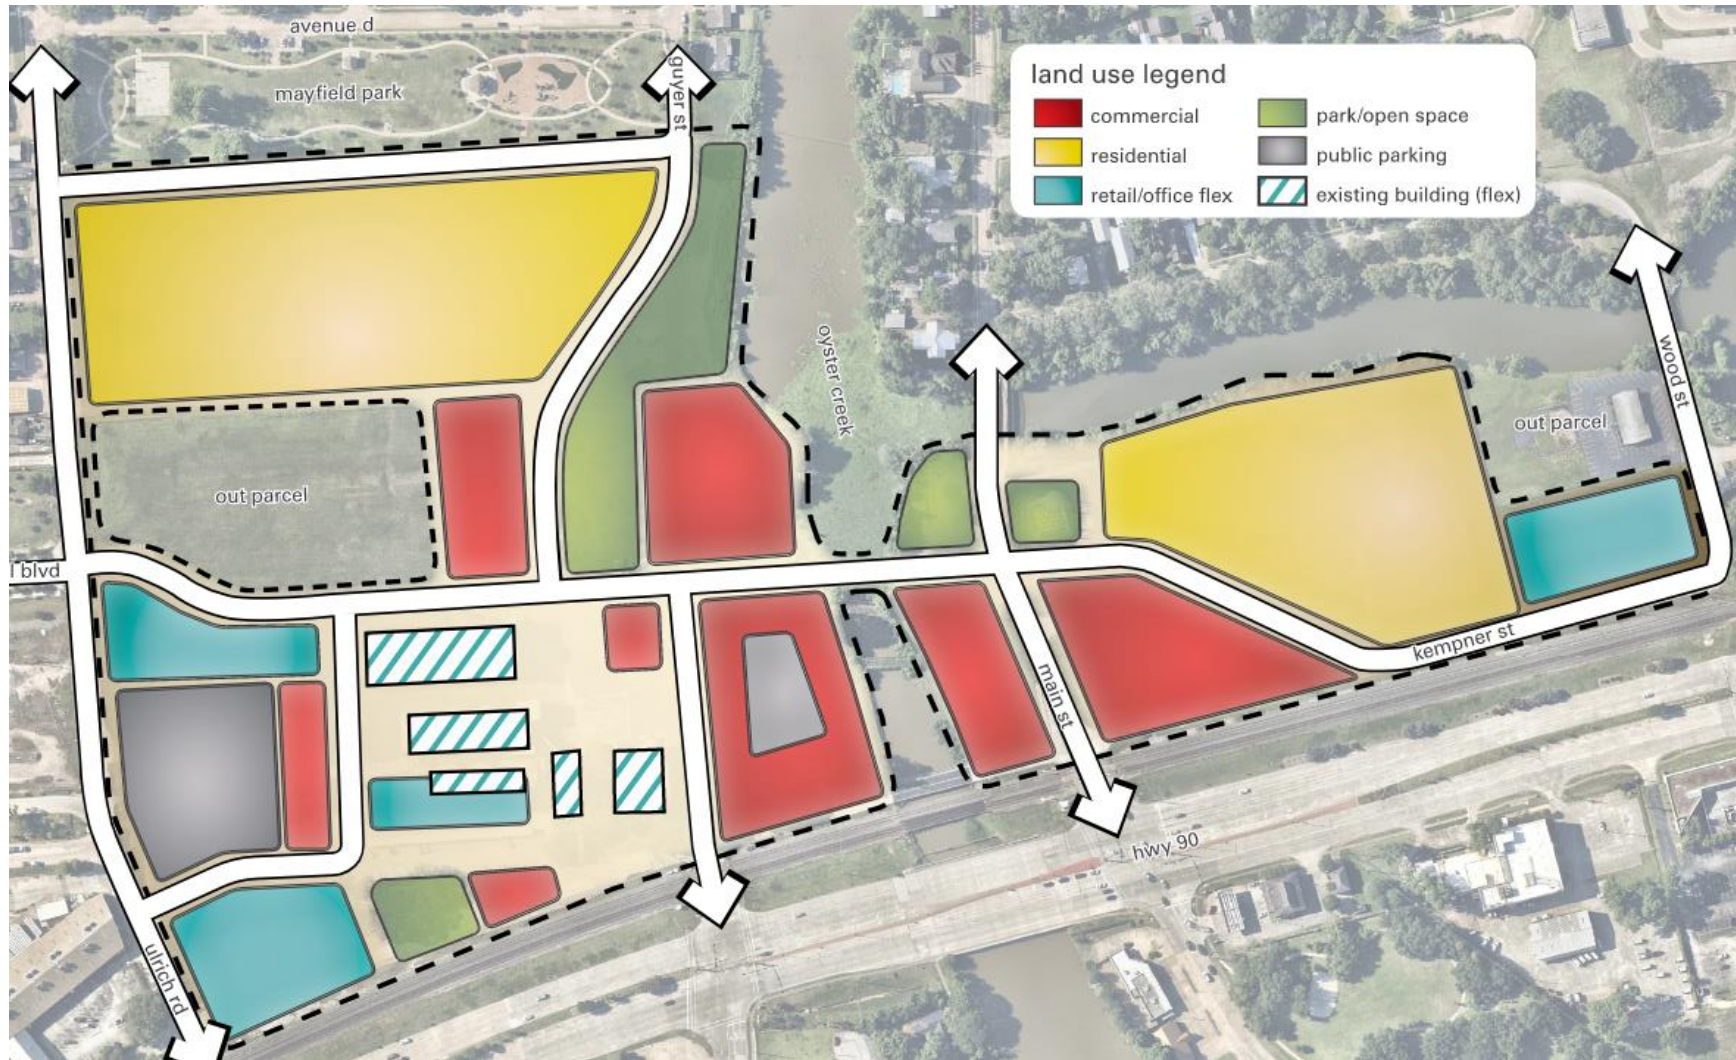 avenue d
mayfield park
guyer st
land use legend
commercial
residential
retail/office flex
park/open space
public parking
existing building (flex)
oyster creek
wood st
out parcel
out parcel
l blvd
kempner st
main st
hwy 90
ulrich rd